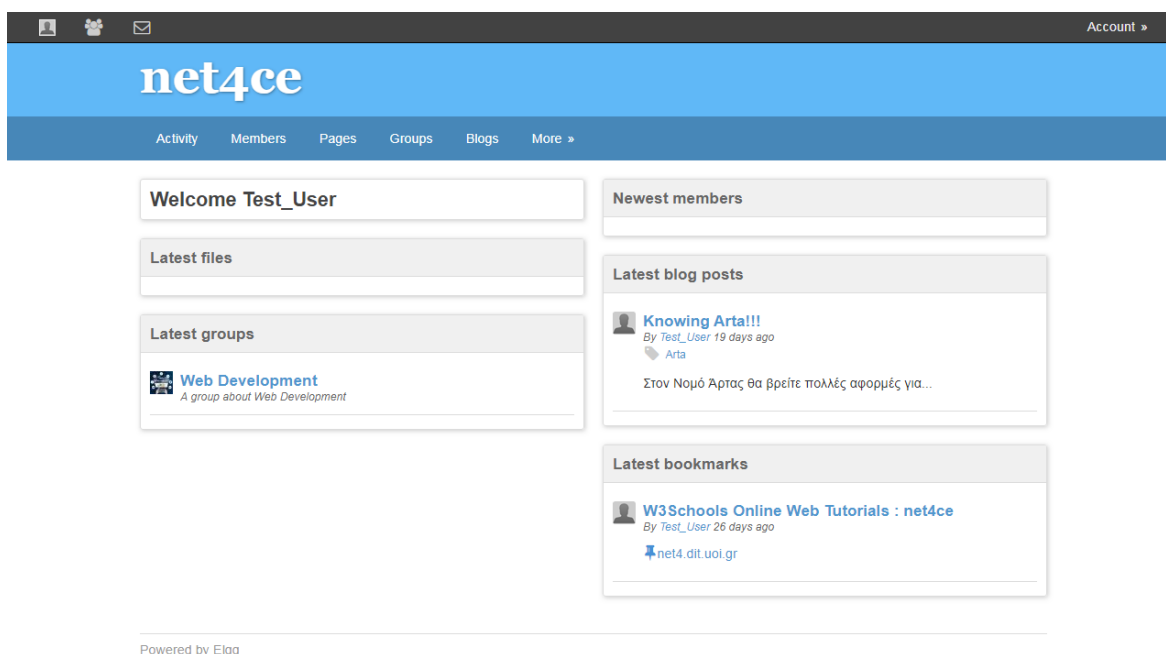 Account »
net4ce
Activity Members Pages Groups Blogs More »
Welcome Test_User
Latest files
Latest groups
Web Development
A group about Web Development
Newest members
Latest blog posts
Knowing Arta!!!
By Test_User 19 days ago
Arta
Στον Νομό Άρτας θα βρείτε πολλές αφορμές για...
Latest bookmarks
W3Schools Online Web Tutorials : net4ce
By Test_User 26 days ago
net4.dit.uoi.gr
Powered by Elgg